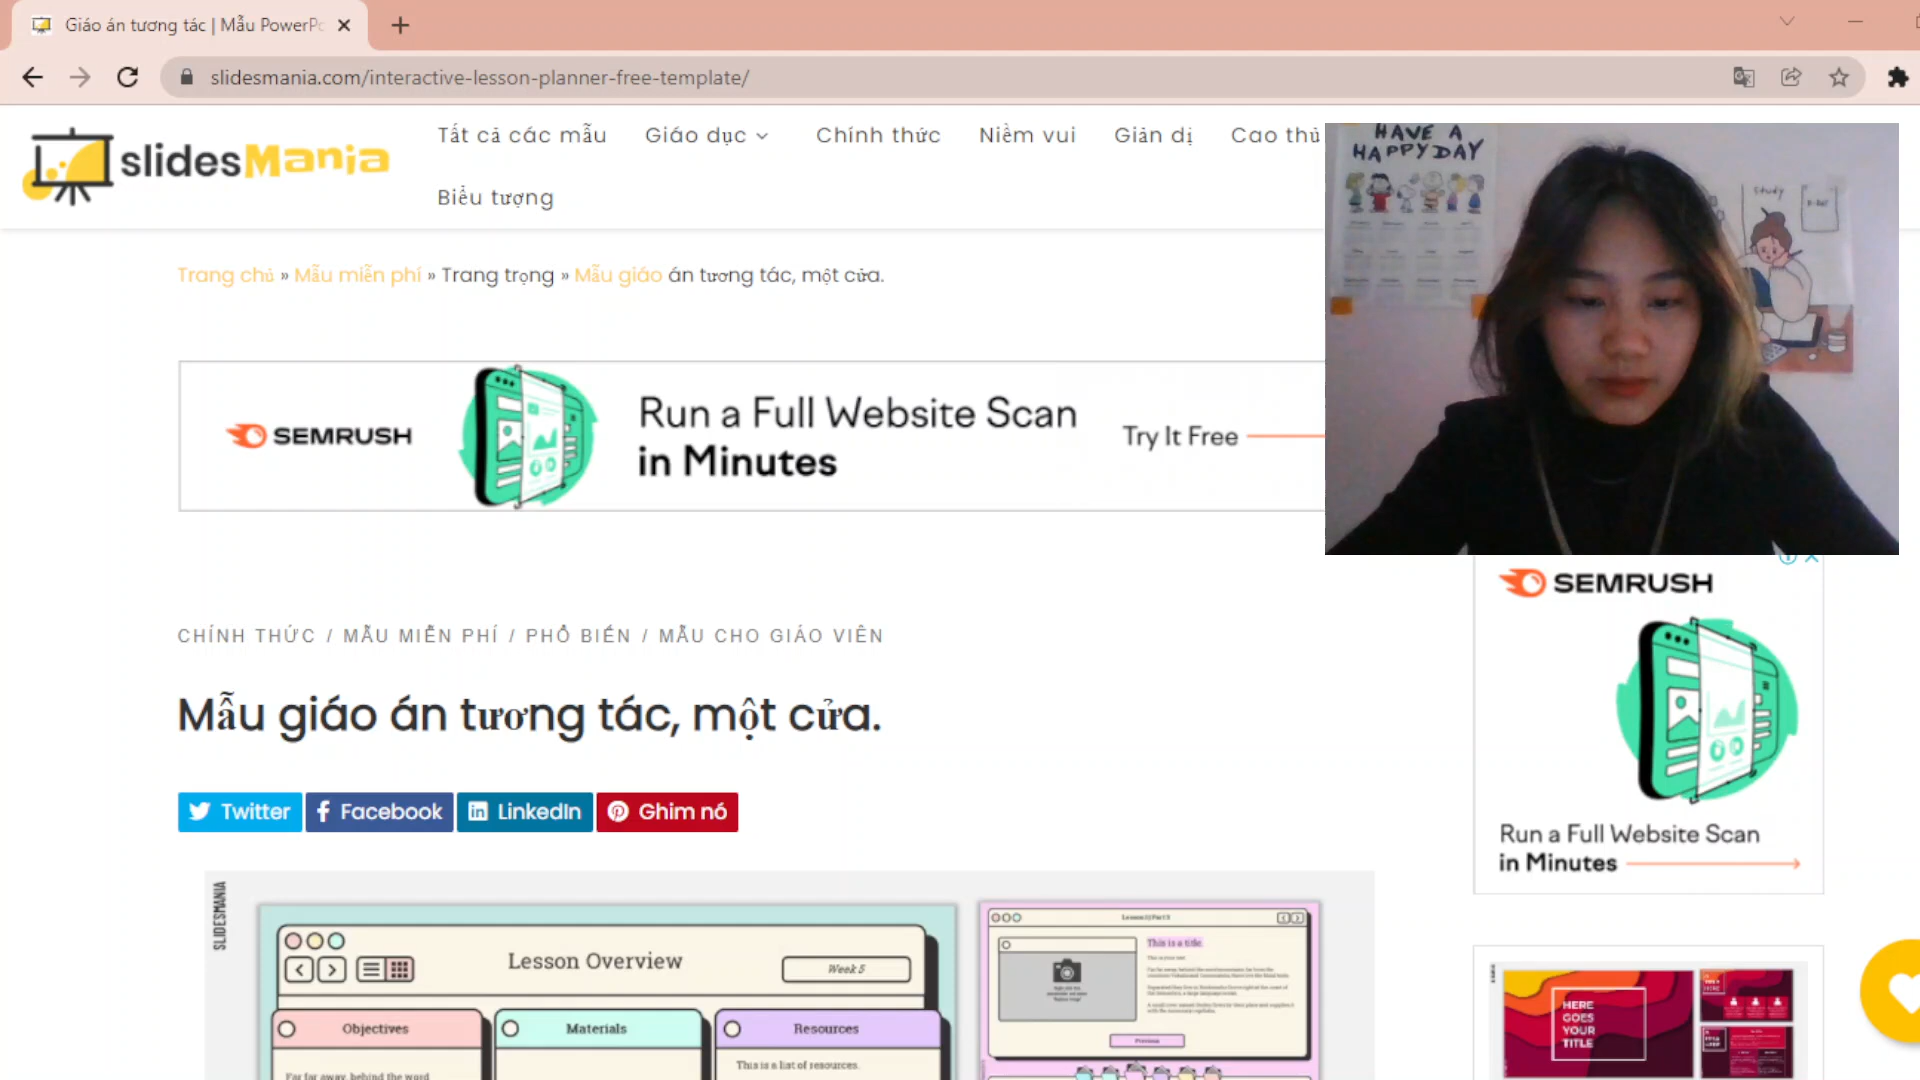 Giáo án tương tác | Mẫu PowerPo
slidesmania.com/interactive-lesson-planner-free-template/
slidesMania
Tất cả các mẫu
Giáo dục
Chính thức
Niềm vui
Giản dị
Cao thủ
Biểu tượng
HAVE A
HAPPY DAY
Study
Trang chủ » Mẫu miễn phí » Trang trọng » Mẫu giáo án tương tác, một cửa.
SEMRUSH
Run a Full Website Scan
in Minutes
Try It Free
SEMRUSH
Run a Full Website Scan
in Minutes
CHÍNH THỨC / MẪU MIỄN PHÍ / PHỔ BIẾN / MẪU CHO GIÁO VIÊN
Mẫu giáo án tương tác, một cửa.
Twitter
Facebook
LinkedIn
Ghim nó
SLIDESMANIA
Lesson Overview
Week 5
Objectives
Materials
Resources
Far far away, behind the word
This is a list of resources.
This is a title.
Previous
HERE
GOES
YOUR
TITLE